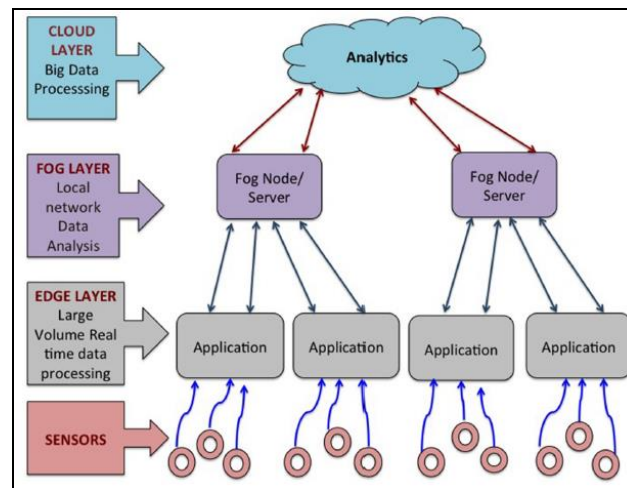 CLOUD
LAYER
Big Data
Processsing
Analytics
FOG LAYER
Local
network
Data
Analysis
Fog Node/
Server
Fog Node/
Server
EDGE LAYER
Large
Volume Real
time data
processing
Application
Application
Application
Application
SENSORS